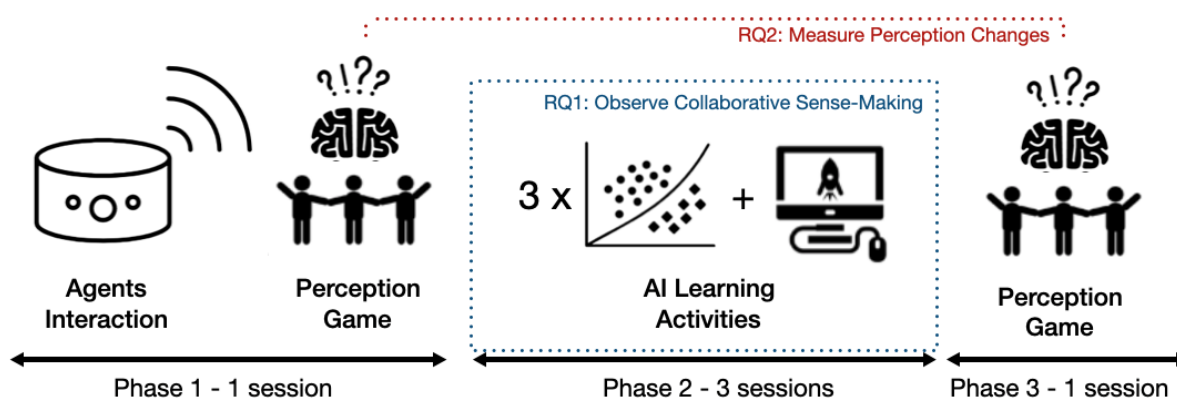 RQ2: Measure Perception Changes
?!??
RQ1: Observe Collaborative Sense-Making
?!??
3 x
+
Agents
Interaction
Perception
Game
AI Learning
Activities
Perception
Game
Phase 1 - 1 session
Phase 2 - 3 sessions
Phase 3 - 1 session